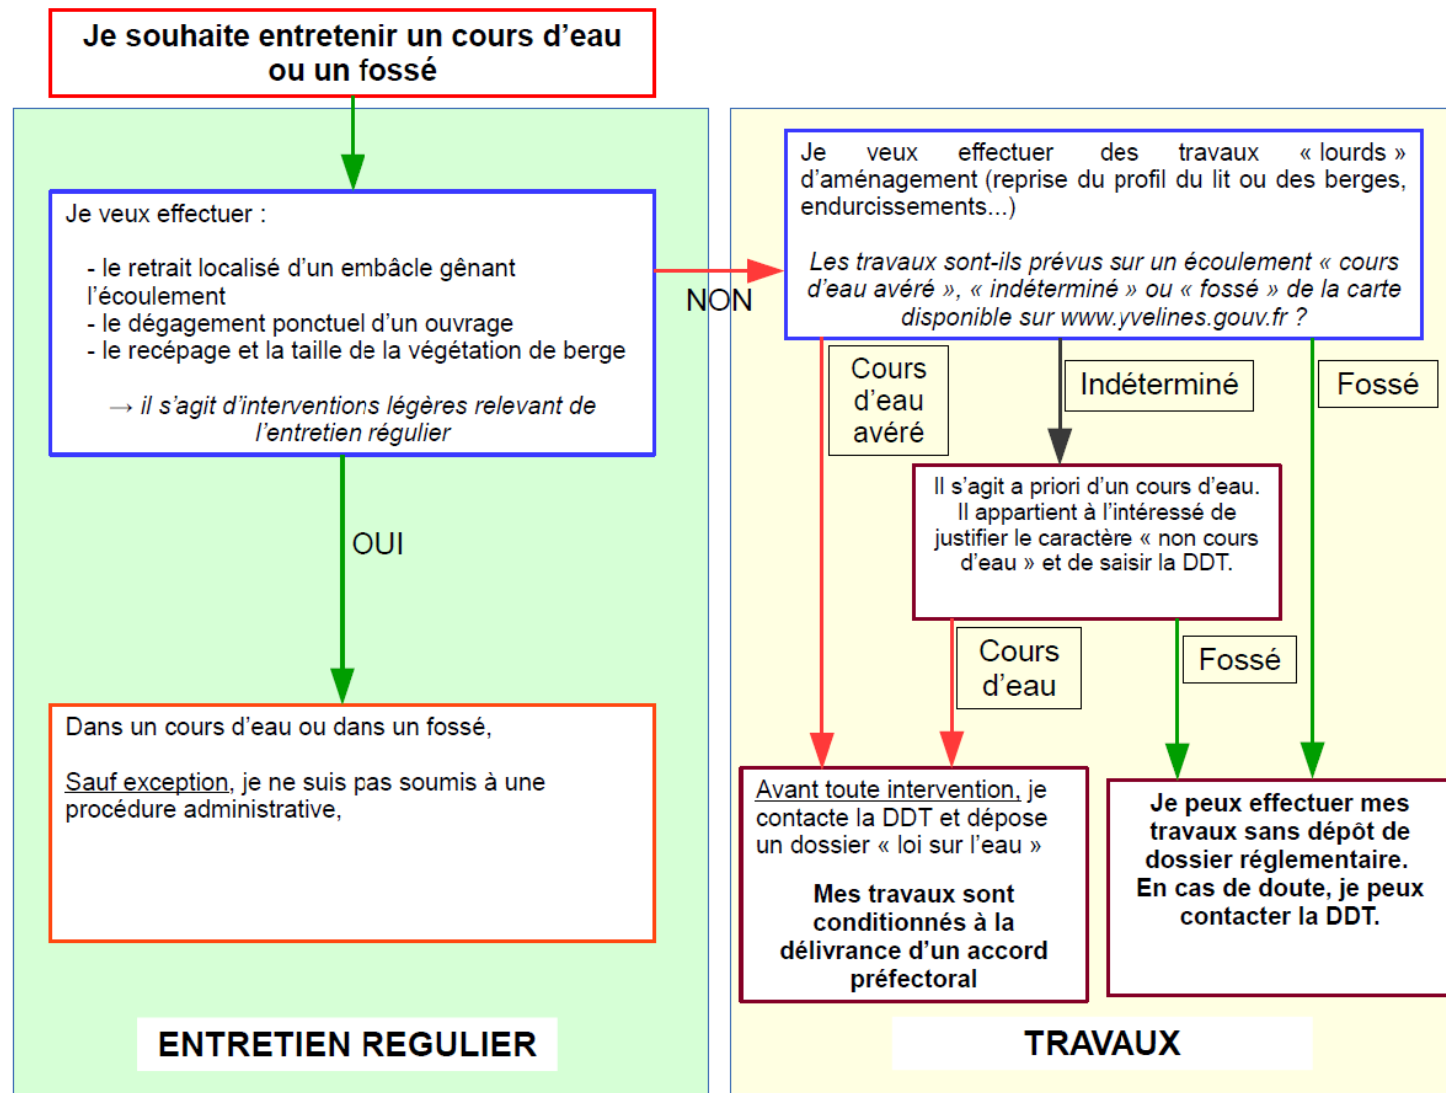 Je souhaite entretenir un cours d’eau
ou un fossé
Je veux effectuer :
- le retrait localisé d’un embâcle gênant
l’écoulement
- le dégagement ponctuel d’un ouvrage
- le recépage et la taille de la végétation de berge
→ il s’agit d’interventions légères relevant de
l’entretien régulier
NON
OUI
Dans un cours d’eau ou dans un fossé,
Sauf exception, je ne suis pas soumis à une
procédure administrative,
ENTRETIEN REGULIER
Je veux effectuer des travaux « lourds »
d’aménagement (reprise du profil du lit ou des berges,
endurcissements...)
Les travaux sont-ils prévus sur un écoulement « cours
d’eau avéré », « indéterminé » ou « fossé » de la carte
disponible sur www.yvelines.gouv.fr ?
Cours
d’eau
avéré
Indéterminé
Fossé
Il s’agit a priori d’un cours d’eau.
Il appartient à l’intéressé de
justifier le caractère « non cours
d’eau » et de saisir la DDT.
Cours
d’eau
Fossé
Avant toute intervention, je
contacte la DDT et dépose
un dossier « loi sur l’eau »
Mes travaux sont
conditionnés à la
délivrance d’un accord
préfectoral
Je peux effectuer mes
travaux sans dépôt de
dossier réglementaire.
En cas de doute, je peux
contacter la DDT.
TRAVAUX